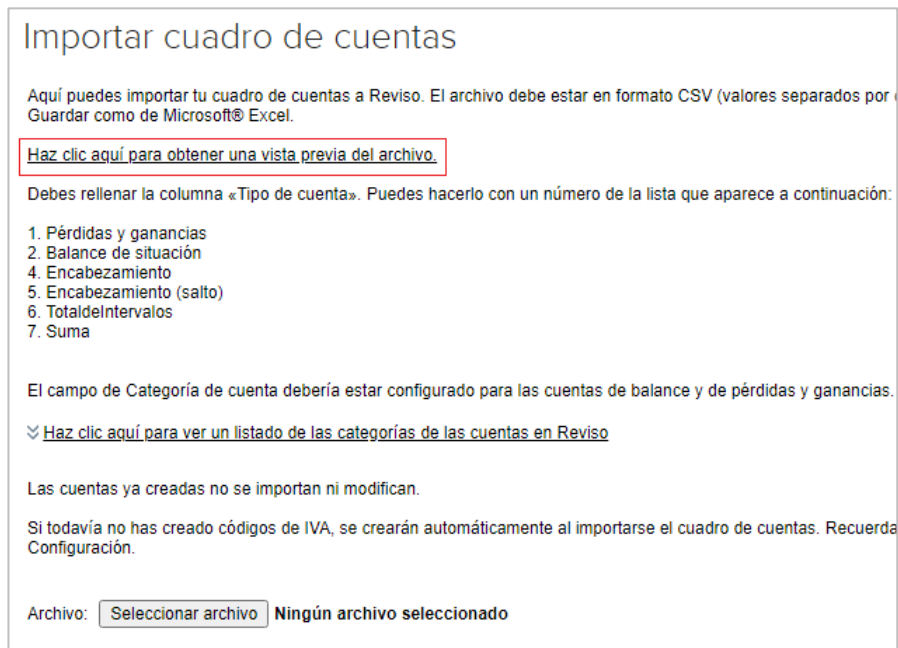 Importar cuadro de cuentas
Aquí puedes importar tu cuadro de cuentas a Reviso. El archivo debe estar en formato CSV (valores separados por
Guardar como de Microsoft® Excel.
Haz clic aquí para obtener una vista previa del archivo.
Debes rellenar la columna «Tipo de cuenta». Puedes hacerlo con un número de la lista que aparece a continuación:
1. Pérdidas y ganancias
2. Balance de situación
4. Encabezamiento
5. Encabezamiento (salto)
6. TotaldeIntervalos
7. Suma
El campo de Categoría de cuenta debería estar configurado para las cuentas de balance y de pérdidas y ganancias.
Haz clic aquí para ver un listado de las categorías de las cuentas en Reviso
Las cuentas ya creadas no se importan ni modifican.
Si todavía no has creado códigos de IVA, se crearán automáticamente al importarse el cuadro de cuentas. Recuerda
Configuración.
Archivo: Seleccionar archivo Ningún archivo seleccionado